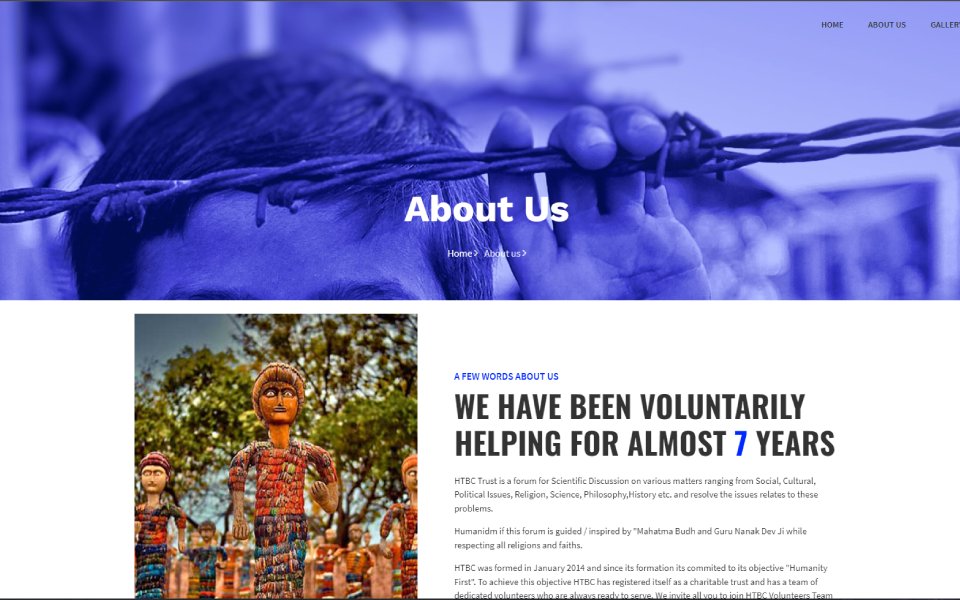 HOME ABOUT US GALLERY
About Us
Home> About us>
A FEW WORDS ABOUT US
WE HAVE BEEN VOLUNTARILY
HELPING FOR ALMOST 7 YEARS
HTBC Trust is a forum for Scientific Discussion on various matters ranging from Social, Cultural,
Political Issues, Religion, Science, Philosophy,History etc. and resolve the issues relates to these
problems.
Humanidm if this forum is guided / inspired by "Mahatma Budh and Guru Nanak Dev Ji while
respecting all religions and faiths.
HTBC was formed in January 2014 and since its formation its commited to its objective "Humanity
First". To achieve this objective HTBC has registered itself as a charitable trust and has a team of
dedicated volunteers who are always ready to serve. We invite all you to join HTBC Volunteers Team